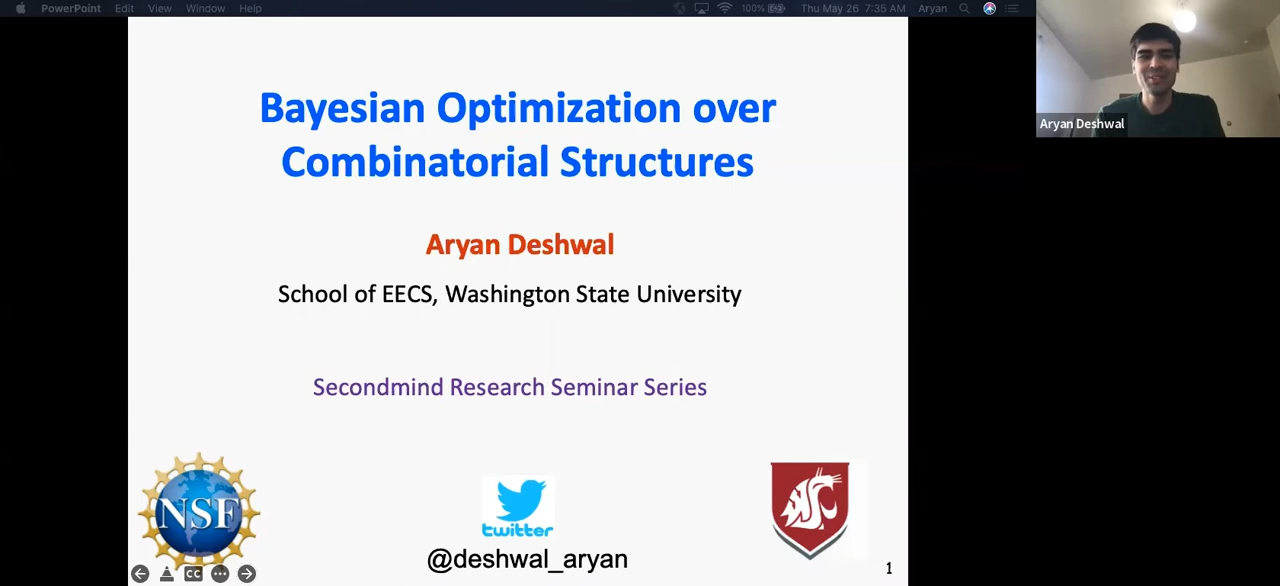 PowerPoint Edit View Window Help 100% Thu May 26 7:35 AM Aryan
Bayesian Optimization over
Combinatorial Structures
Aryan Deshwal
Aryan Deshwal
School of EECS, Washington State University
Secondmind Research Seminar Series
NSF
twitter
@deshwal_aryan
CC
1